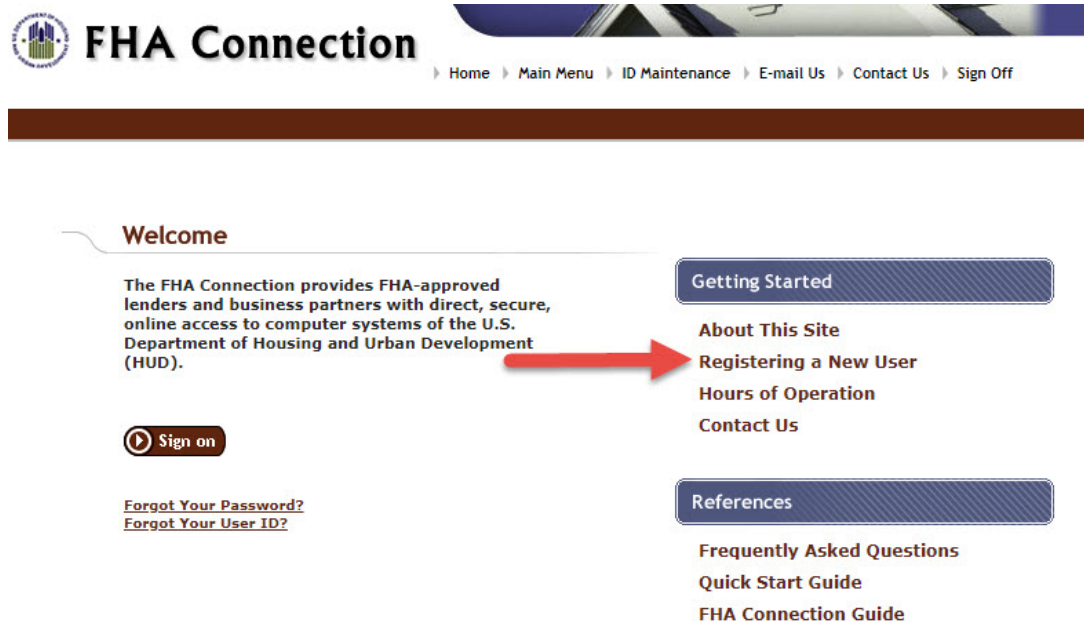 FHA Connection
Home Main Menu ID Maintenance E-mail Us Contact Us Sign Off
Welcome
The FHA Connection provides FHA-approved
lenders and business partners with direct, secure,
online access to computer systems of the U.S.
Department of Housing and Urban Development
(HUD).
Sign on
Forgot Your Password?
Forgot Your User ID?
Getting Started
About This Site
Registering a New User
Hours of Operation
Contact Us
References
Frequently Asked Questions
Quick Start Guide
FHA Connection Guide